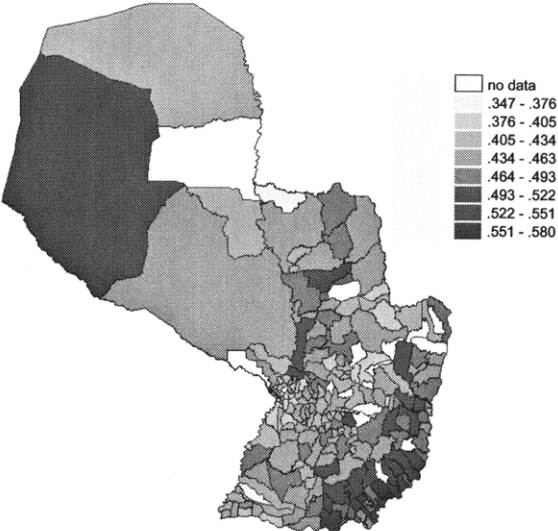 no data
.347 - .376
.376 - .405
.405 - .434
.434 - .463
.464 - .493
.493 - .522
.522 - .551
.551 - .580